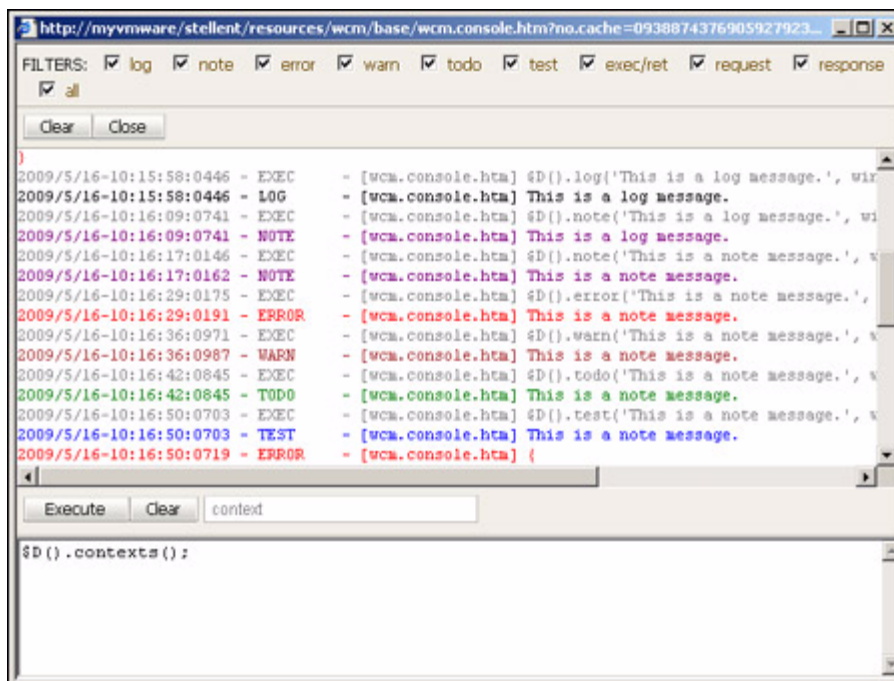 http://myvmware/stellent/resources/wcm/base/wcm.console.htm?no.cache=0938874376905927923...
FILTERS: log note error warn todo test exec/ret request response
all
Clear Close
}
2009/5/16-10:15:58:0446 - EXEC - [wcm.console.htm] $D().log('This is a log message.', win
2009/5/16-10:15:58:0446 - LOG - [wcm.console.htm] This is a log message.
2009/5/16-10:16:09:0741 - EXEC - [wcm.console.htm] $D().note('This is a log message.', wi
2009/5/16-10:16:09:0741 - NOTE - [wcm.console.htm] This is a log message.
2009/5/16-10:16:17:0146 - EXEC - [wcm.console.htm] $D().note('This is a note message.', w
2009/5/16-10:16:17:0162 - NOTE - [wcm.console.htm] This is a note message.
2009/5/16-10:16:29:0175 - EXEC - [wcm.console.htm] $D().error('This is a note message.',
2009/5/16-10:16:29:0191 - ERROR - [wcm.console.htm] This is a note message.
2009/5/16-10:16:36:0971 - EXEC - [wcm.console.htm] $D().warn('This is a note message.', w
2009/5/16-10:16:36:0987 - WARN - [wcm.console.htm] This is a note message.
2009/5/16-10:16:42:0845 - EXEC - [wcm.console.htm] $D().todo('This is a note message.', w
2009/5/16-10:16:42:0845 - TODO - [wcm.console.htm] This is a note message.
2009/5/16-10:16:50:0703 - EXEC - [wcm.console.htm] $D().test('This is a note message.', w
2009/5/16-10:16:50:0703 - TEST - [wcm.console.htm] This is a note message.
2009/5/16-10:16:50:0719 - ERROR - [wcm.console.htm] {
Execute Clear context
$D().contexts();